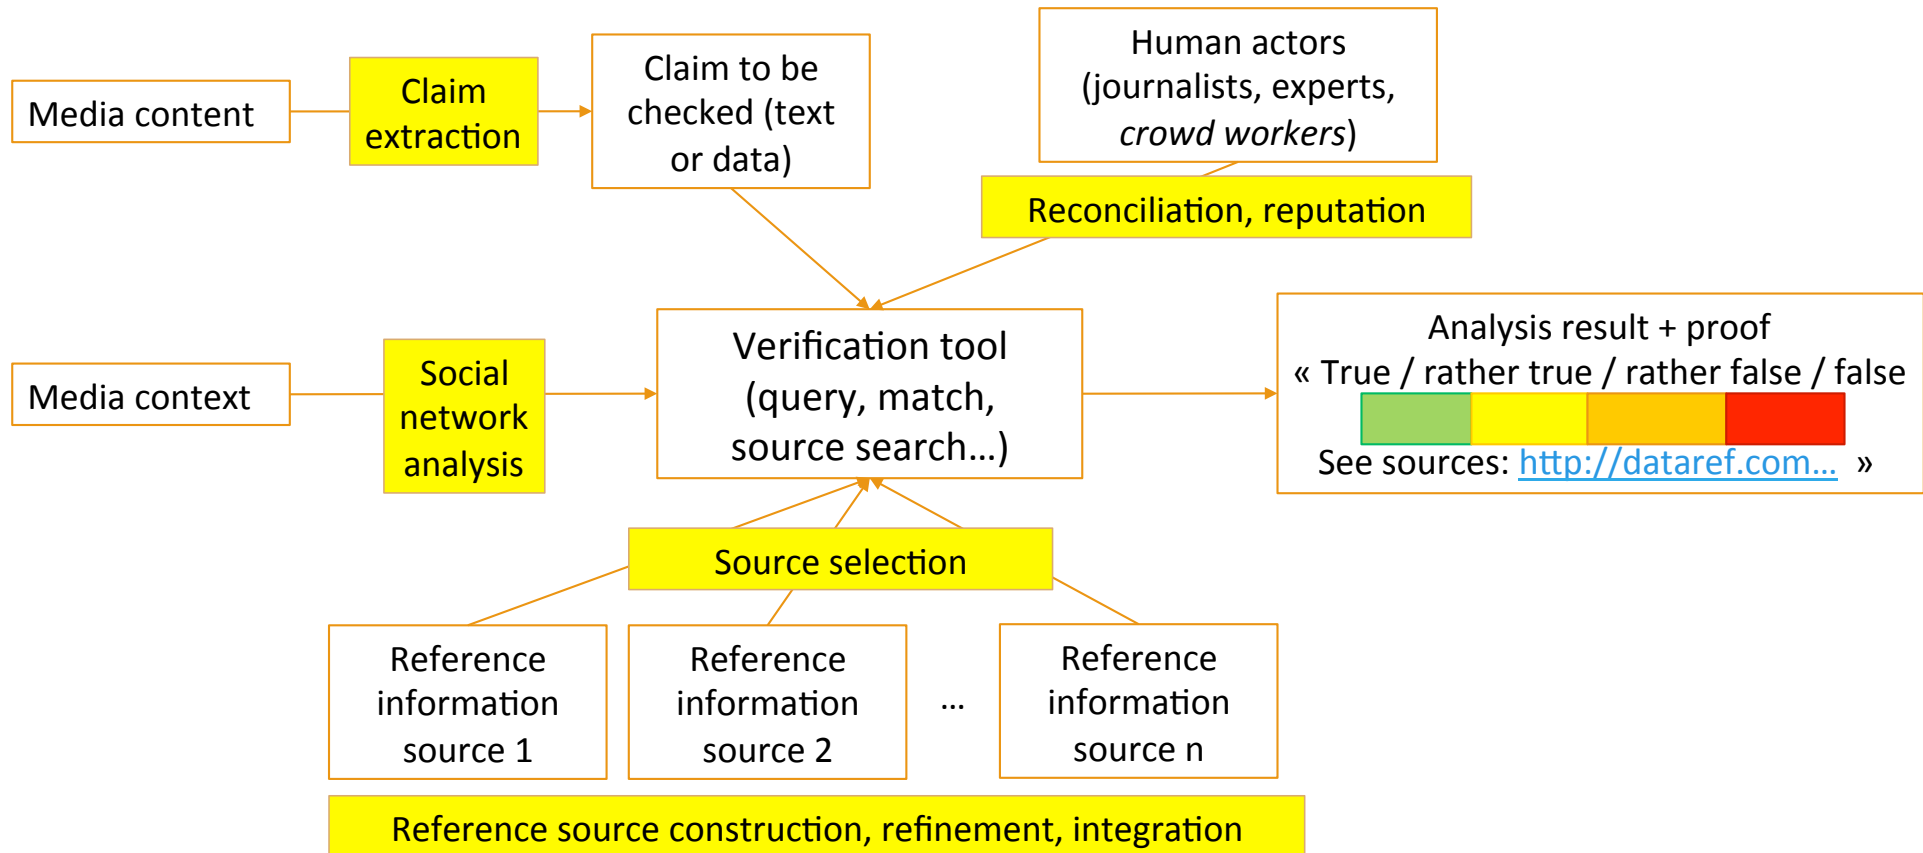 Media content
Claim
extraction
Claim to be
checked (text
or data)
Human actors
(journalists, experts,
crowd workers)
Reconciliation, reputation
Media context
Social
network
analysis
Verification tool
(query, match,
source search…)
Analysis result + proof
« True / rather true / rather false / false
See sources: http://dataref.com… »
Source selection
Reference
information
source 1
Reference
information
source 2
…
Reference
information
source n
Reference source construction, refinement, integration